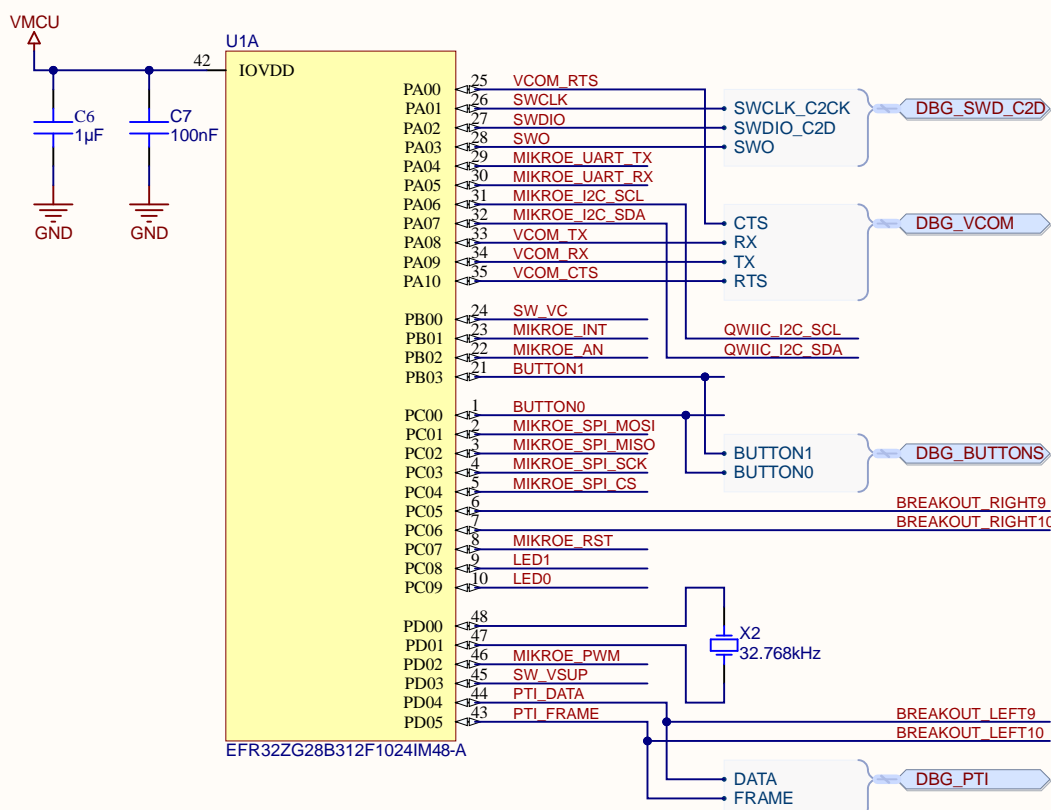 VMCU
U1A
42 IOVDD
C6
1µF
C7
100nF
GND
GND
PA00 25 VCOM_RTS
PA01 26 SWCLK SWCLK_C2CK DBG_SWD_C2D
PA02 27 SWDIO SWDIO_C2D
PA03 28 SWO SWO
PA04 29 MIKROE_UART_TX
PA05 30 MIKROE_UART_RX
PA06 31 MIKROE_I2C_SCL
PA07 32 MIKROE_I2C_SDA CTS DBG_VCOM
PA08 33 VCOM_TX RX
PA09 34 VCOM_RX TX
PA10 35 VCOM_CTS RTS
PB00 24 SW_VC
PB01 23 MIKROE_INT QWIIC_I2C_SCL
PB02 22 MIKROE_AN QWIIC_I2C_SDA
PB03 21 BUTTON1
PC00 1 BUTTON0
PC01 2 MIKROE_SPI_MOSI
PC02 3 MIKROE_SPI_MISO BUTTON1 DBG_BUTTONS
PC03 4 MIKROE_SPI_SCK BUTTON0
PC04 5 MIKROE_SPI_CS
PC05 6 BREAKOUT_RIGHT9
PC06 7 BREAKOUT_RIGHT10
PC07 8 MIKROE_RST
PC08 9 LED1
PC09 10 LED0
PD00 48
PD01 47
X2
32.768kHz
PD02 46 MIKROE_PWM
PD03 45 SW_VSUP
PD04 44 PTI_DATA BREAKOUT_LEFT9
PD05 43 PTI_FRAME BREAKOUT_LEFT10
EFR32ZG28B312F1024IM48-A
DATA DBG_PTI
FRAME